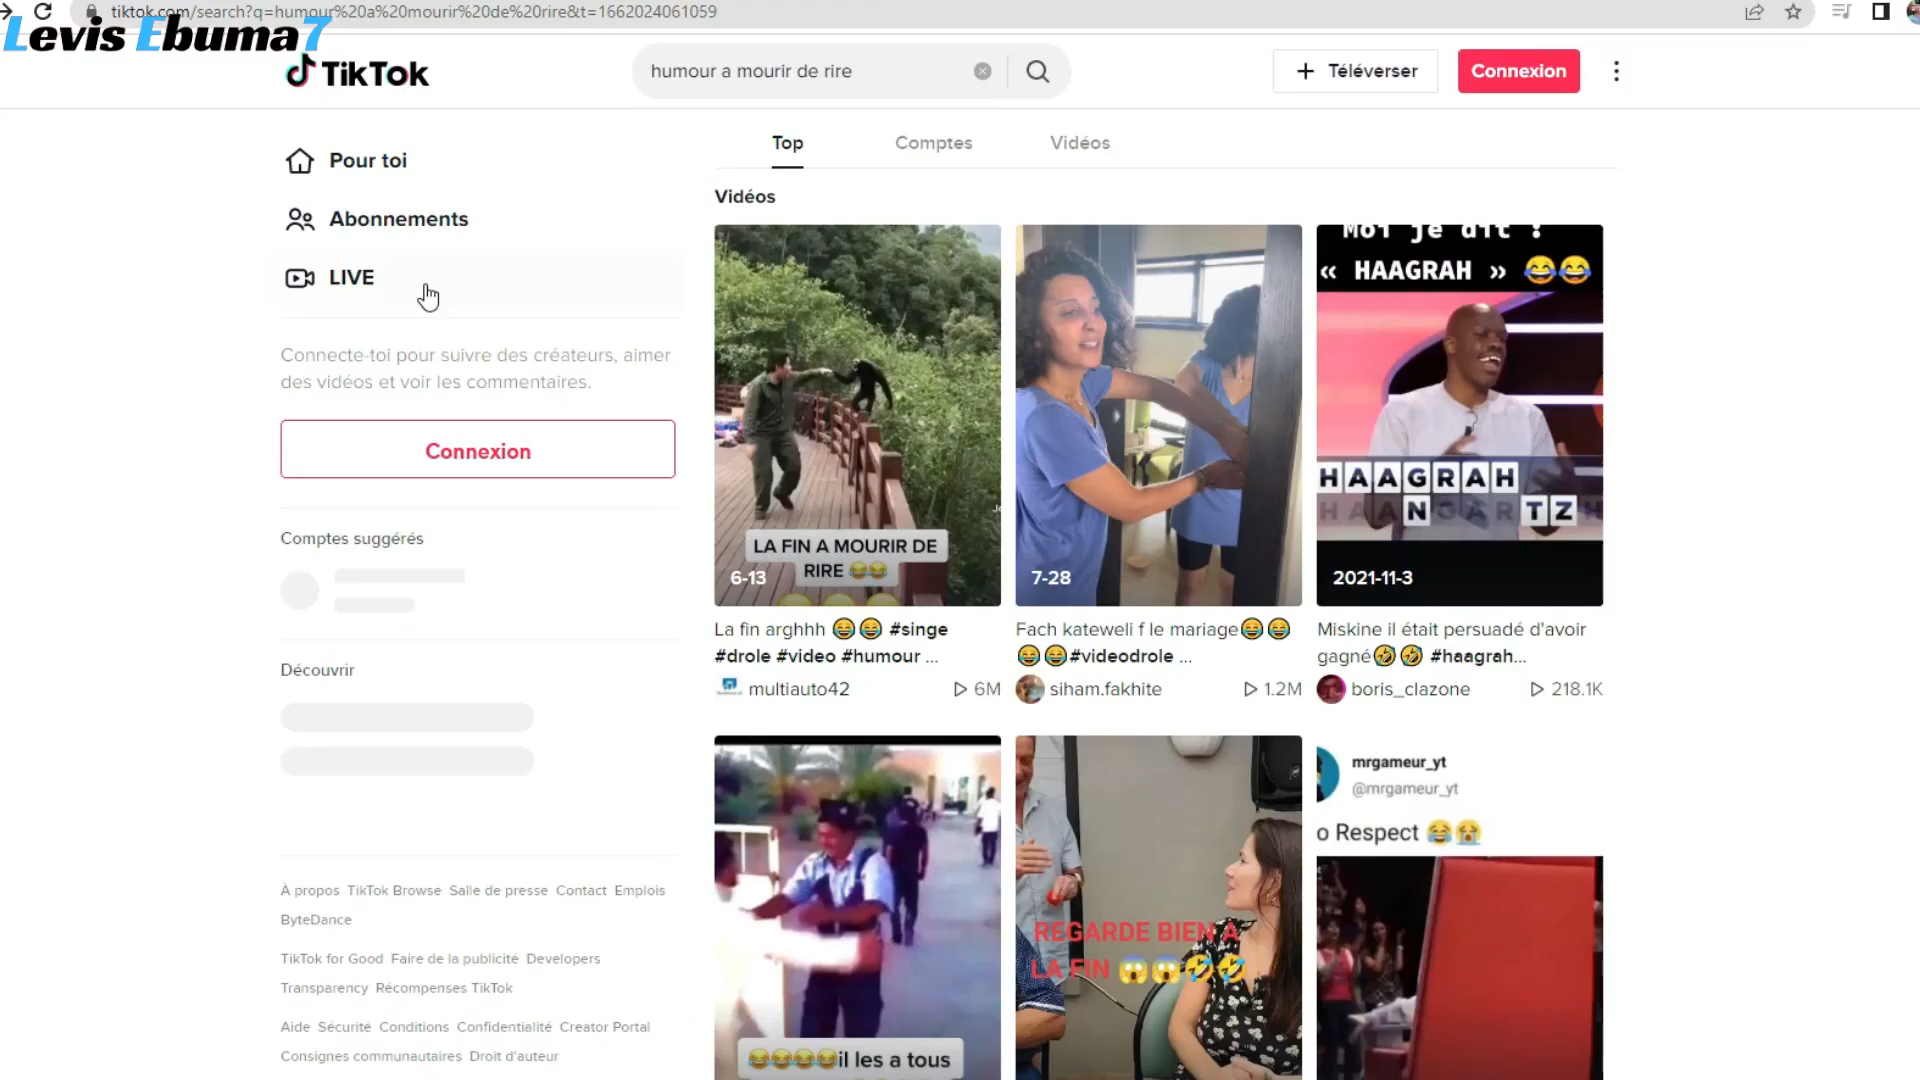 tiktok.com/search?q=humour%20a%20mourir%20de%20rire&t=1662024061059
Levis Ebuma7
TikTok
humour a mourir de rire
Téléverser
Connexion
Pour toi
Abonnements
LIVE
Connecte-toi pour suivre des créateurs, aimer
des vidéos et voir les commentaires.
Connexion
Comptes suggérés
Découvrir
À propos TikTok Browse Salle de presse Contact Emplois
ByteDance
TikTok for Good Faire de la publicité Developers
Transparency Récompenses TikTok
Aide Sécurité Conditions Confidentialité Creator Portal
Consignes communautaires Droit d'auteur
Top Comptes Vidéos
Vidéos
LA FIN A MOURIR DE
RIRE 😂😂
6-13
La fin arghhh 😂😂 #singe
#drole #video #humour ...
multiauto42 6M
7-28
Fach kateweli f le mariage😂😂
😂😂#videodrole ...
siham.fakhite 1.2M
Moi je dit :
« HAAGRAH » 😂😂
HAAGRAH
HAANGARTZH
2021-11-3
Miskine il était persuadé d'avoir
gagné🤣🤣 #haagrah...
boris_clazone 218.1K
😂😂😂😂il les a tous
REGARDE BIEN A
LA FIN 😱😱🤣🤣
mrgameur_yt
@mrgameur_yt
o Respect 😂😭